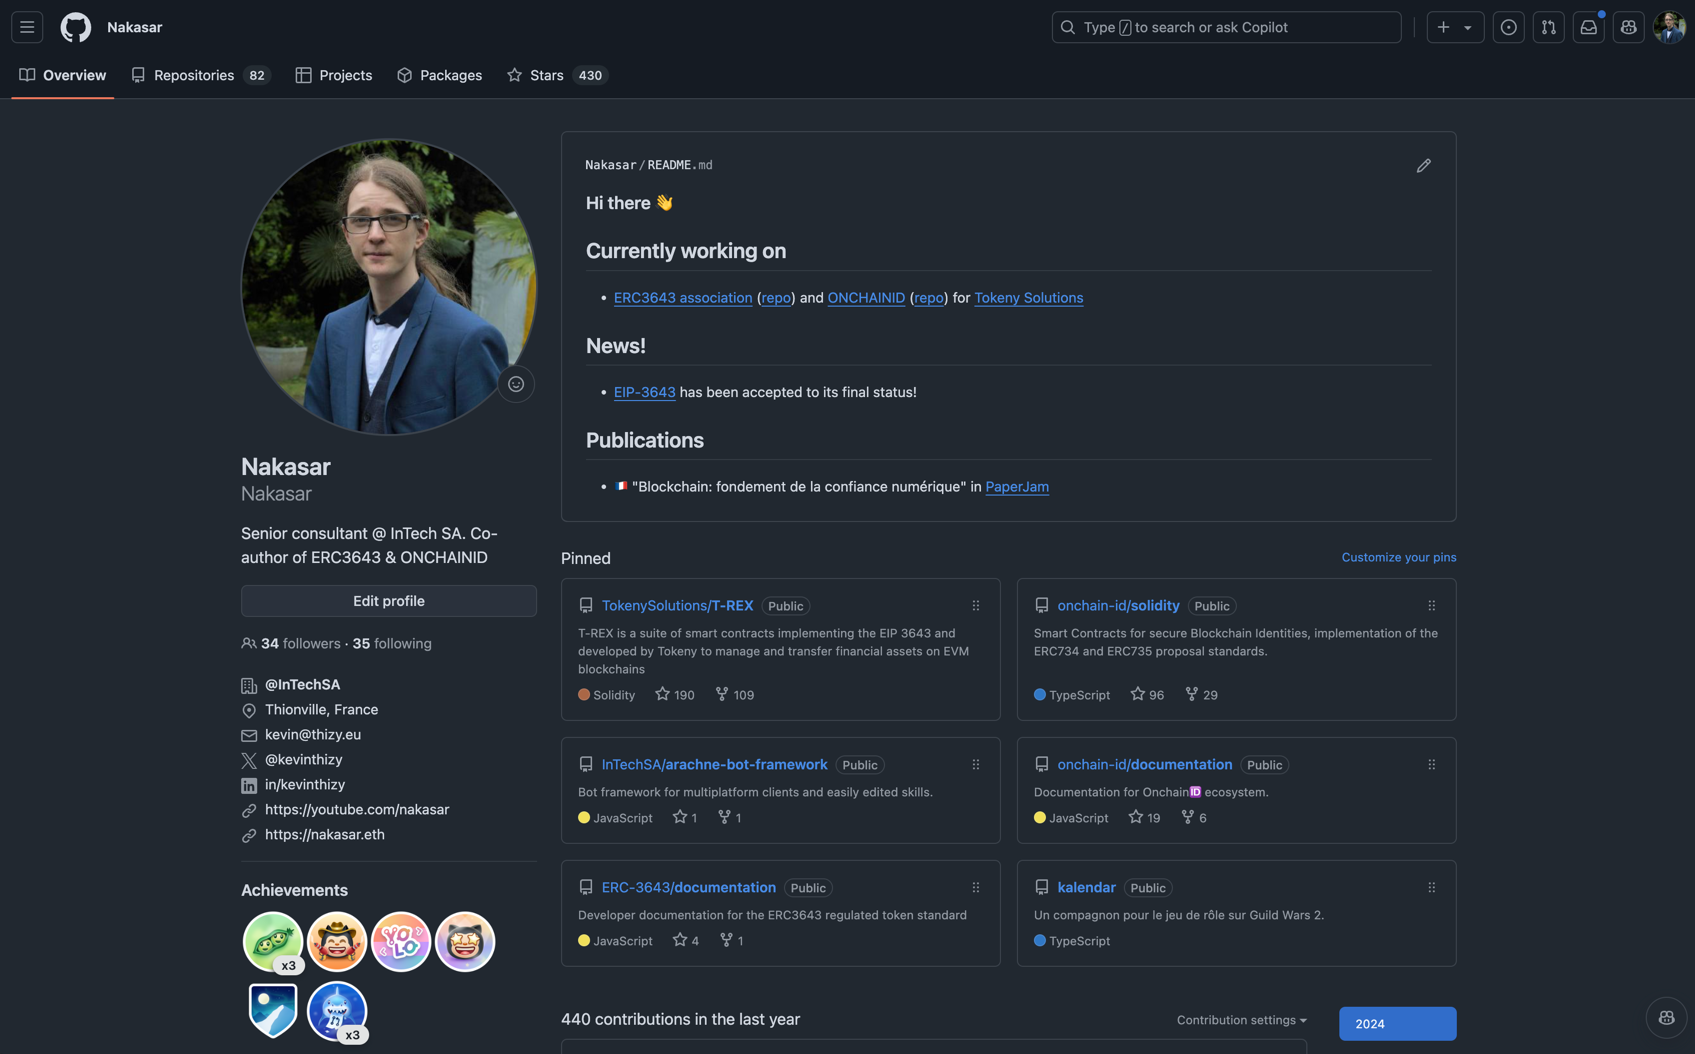 Nakasar
Type / to search or ask Copilot
Overview
Repositories 82
Projects
Packages
Stars 430
Nakasar/README.md
Hi there 👋
Currently working on
• ERC3643 association (repo) and ONCHAINID (repo) for Tokeny Solutions
News!
• EIP-3643 has been accepted to its final status!
Publications
• 🇫🇷 "Blockchain: fondement de la confiance numérique" in PaperJam
Nakasar
Nakasar
Senior consultant @ InTech SA. Co-
author of ERC3643 & ONCHAINID
Edit profile
34 followers · 35 following
@InTechSA
Thionville, France
kevin@thizy.eu
@kevinthizy
in/kevinthizy
https://youtube.com/nakasar
https://nakasar.eth
Achievements
x3
YOLO
x3
Pinned
Customize your pins
TokenySolutions/T-REX Public
T-REX is a suite of smart contracts implementing the EIP 3643 and
developed by Tokeny to manage and transfer financial assets on EVM
blockchains
Solidity 190 109
onchain-id/solidity Public
Smart Contracts for secure Blockchain Identities, implementation of the
ERC734 and ERC735 proposal standards.
TypeScript 96 29
InTechSA/arachne-bot-framework Public
Bot framework for multiplatform clients and easily edited skills.
JavaScript 1 1
onchain-id/documentation Public
Documentation for Onchain🆔 ecosystem.
JavaScript 19 6
ERC-3643/documentation Public
Developer documentation for the ERC3643 regulated token standard
JavaScript 4 1
kalendar Public
Un compagnon pour le jeu de rôle sur Guild Wars 2.
TypeScript
440 contributions in the last year
Contribution settings
2024